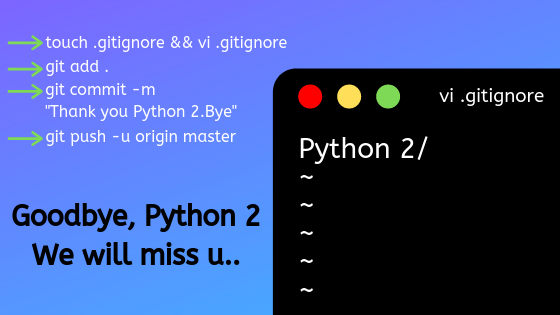 touch .gitignore && vi .gitignore
git add .
git commit -m
"Thank you Python 2.Bye"
git push -u origin master
Goodbye, Python 2
We will miss u..
vi .gitignore
Python 2/
~
~
~
~
~